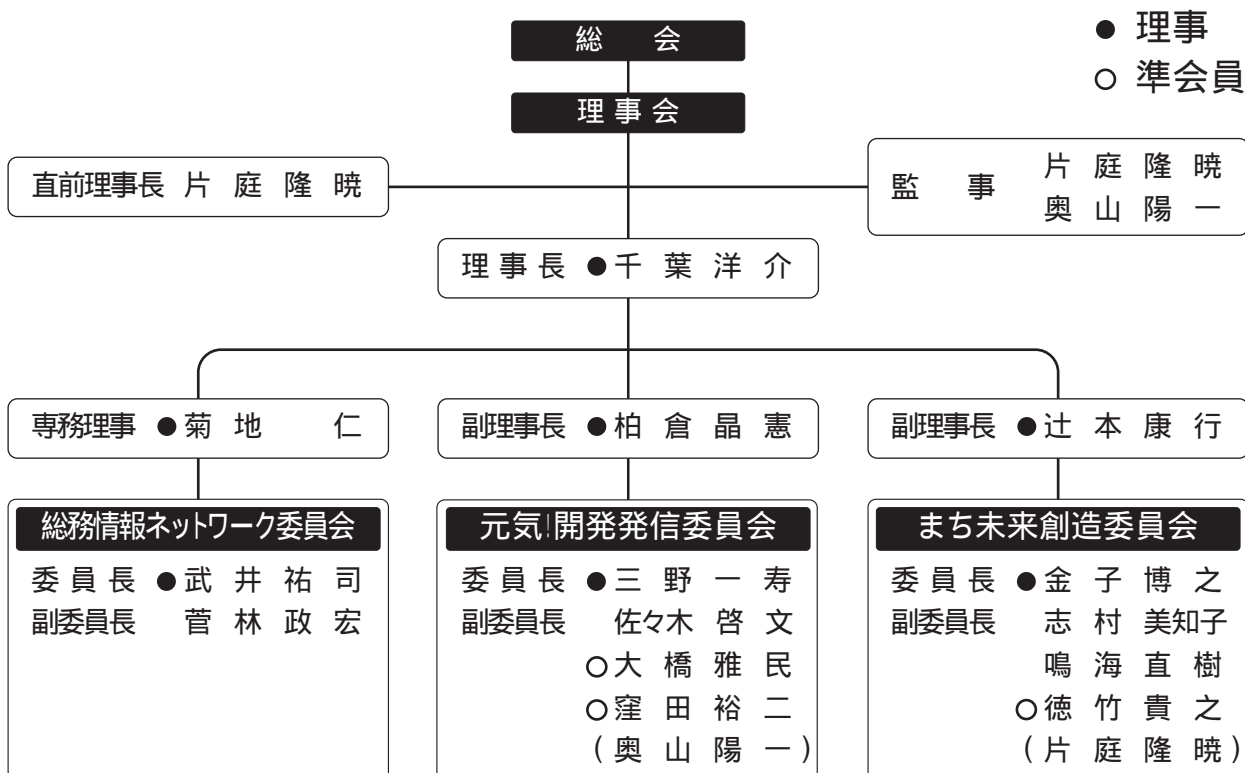 ● 理事
○ 準会員
総 会
理事会
直前理事長 片庭隆暁
監 事 片庭隆暁
奥山陽一
理事長 ●千葉洋介
専務理事 ●菊地 仁
副理事長 ●柏倉晶憲
副理事長 ●辻本康行
総務情報ネットワーク委員会
委員長 ●武井祐司
副委員長 菅林政宏
元気!開発発信委員会
委員長 ●三野一寿
副委員長 佐々木啓文
○大橋雅民
○窪田裕二
(奥山陽一)
まち未来創造委員会
委員長 ●金子博之
副委員長 志村美知子
鳴海直樹
○徳竹貴之
(片庭隆暁)